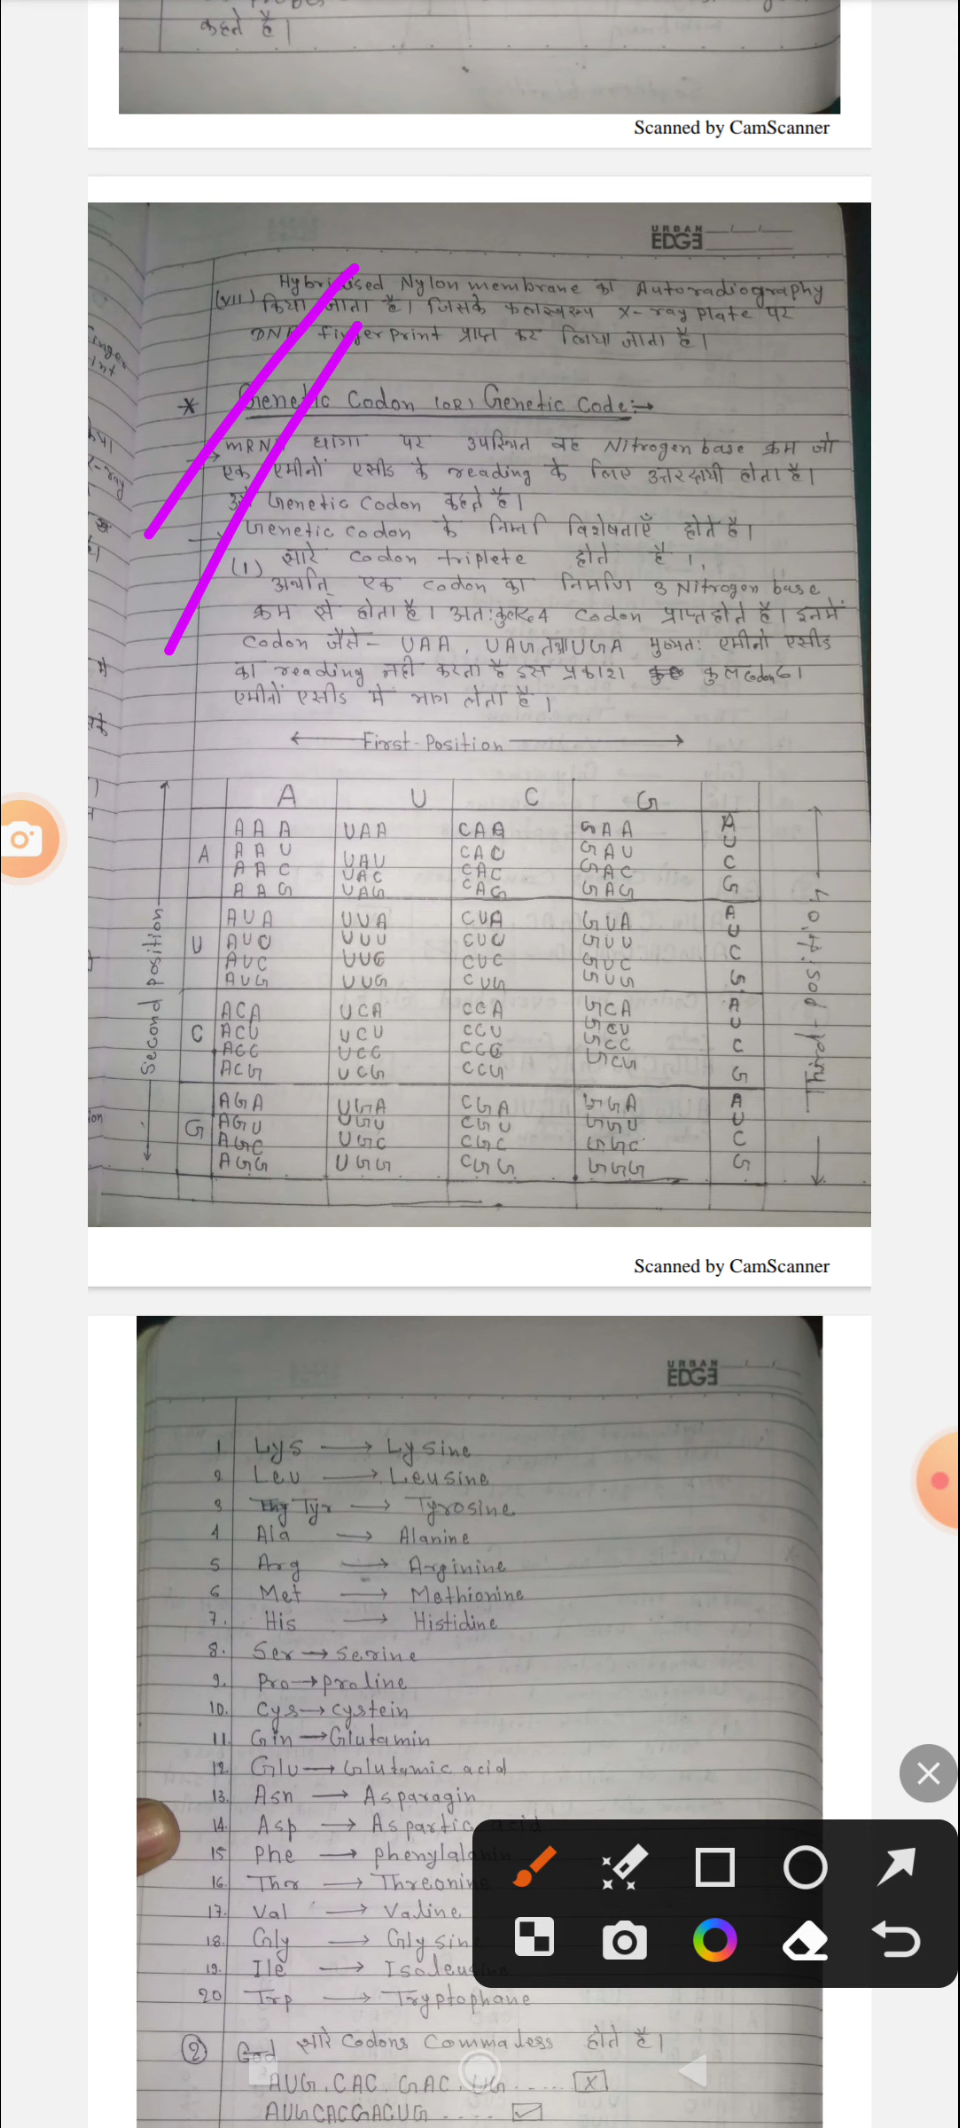 कहते है।
Scanned by CamScanner
URBAN EDGE
(VII) Hybridised Nylon membrane का Autoradiography
किया जाता है। जिसके फलस्वरूप X-ray plate पर
DNA finger print प्राप्त कर लिया जाता है।
* Genetic Codon (OR) Genetic Code:→
→ mRNA धागा पर उपस्थित वह Nitrogen base क्रम जो
एक एमीनों एसीड के reading के लिए उत्तरदायी होता है।
उसे Genetic Codon कहते है।
→ Genetic codon के निम्न विशेषताएँ होते है।
(1) सारे codon triplete होते है।,
अर्थात् एक codon का निर्माण 3 Nitrogen base
क्रम से होता है। अत: कुल 64 codon प्राप्त होते है। इनमें
codon जैसे- UAA, UAG तथा UGA मुख्यत: एमीनों एसीड
का reading नही करता है इस प्रकार कुल codon 61
एमीनों एसीड में भाग लेता है।
← First-Position →
A U C G
A A A UAA CAA GAA A
A A A U UAU CAU GAU U
A A C UAC CAC GAC C
A A G UAG CAG GAG G
AUA UUA CUA GUA A
U AUU UUU CUU GUU U
AUC UUC CUC GUC C
AUG UUG CUG GUG G
ACA UCA CCA GCA A
C ACU UCU CCU GCU U
ACC UCC CCC GCC C
ACG UCG CCG GCG G
AGA UGA CGA GGA A
G AGU UGU CGU GGU U
AGC UGC CGC GGC C
AGG UGG CGG GGG G
← Second position →
← Third-position →
Scanned by CamScanner
URBAN EDGE
1 Lys → Lysine
2 Leu → Leusine
3 Tyr → Tyrosine
4 Ala → Alanine
5 Arg → Arginine
6 Met → Methionine
7. His → Histidine
8. Ser → Serine
9. Pro → proline
10. Cys → cystein
11. Gln → Glutamin
12. Glu → Glutamic acid
13. Asn → Asparagin
14. Asp → Aspartic acid
15 Phe → phenylalanin
16. Thr → Threonine
17. Val → Valine
18. Gly → Glysin
19. Ile → Isoleucine
20 Trp → Tryptophane
② सारे Codons Commaless होते है।
AUG, CAC, GAC, UG ..... X
AUGCACGACUG ..... ✓